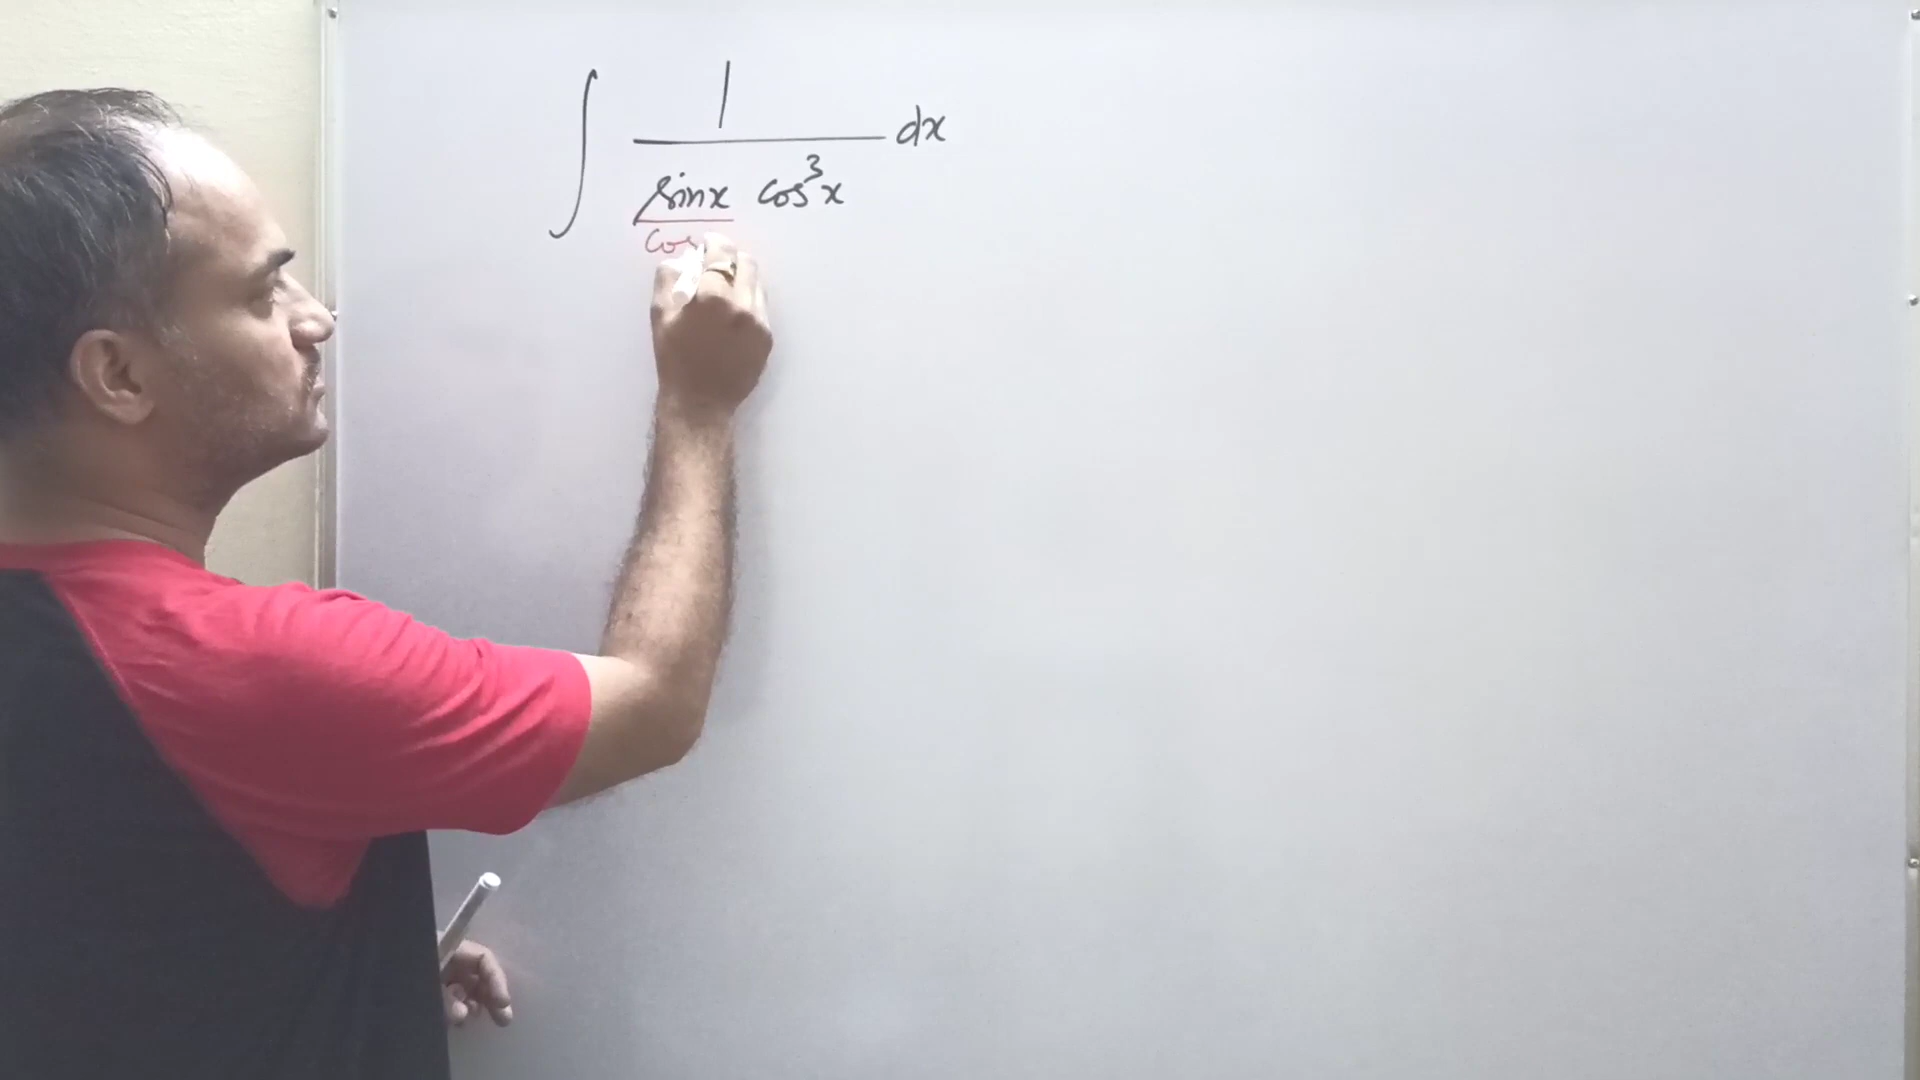 ∫ 1 / (sinx cos³x) dx
cos